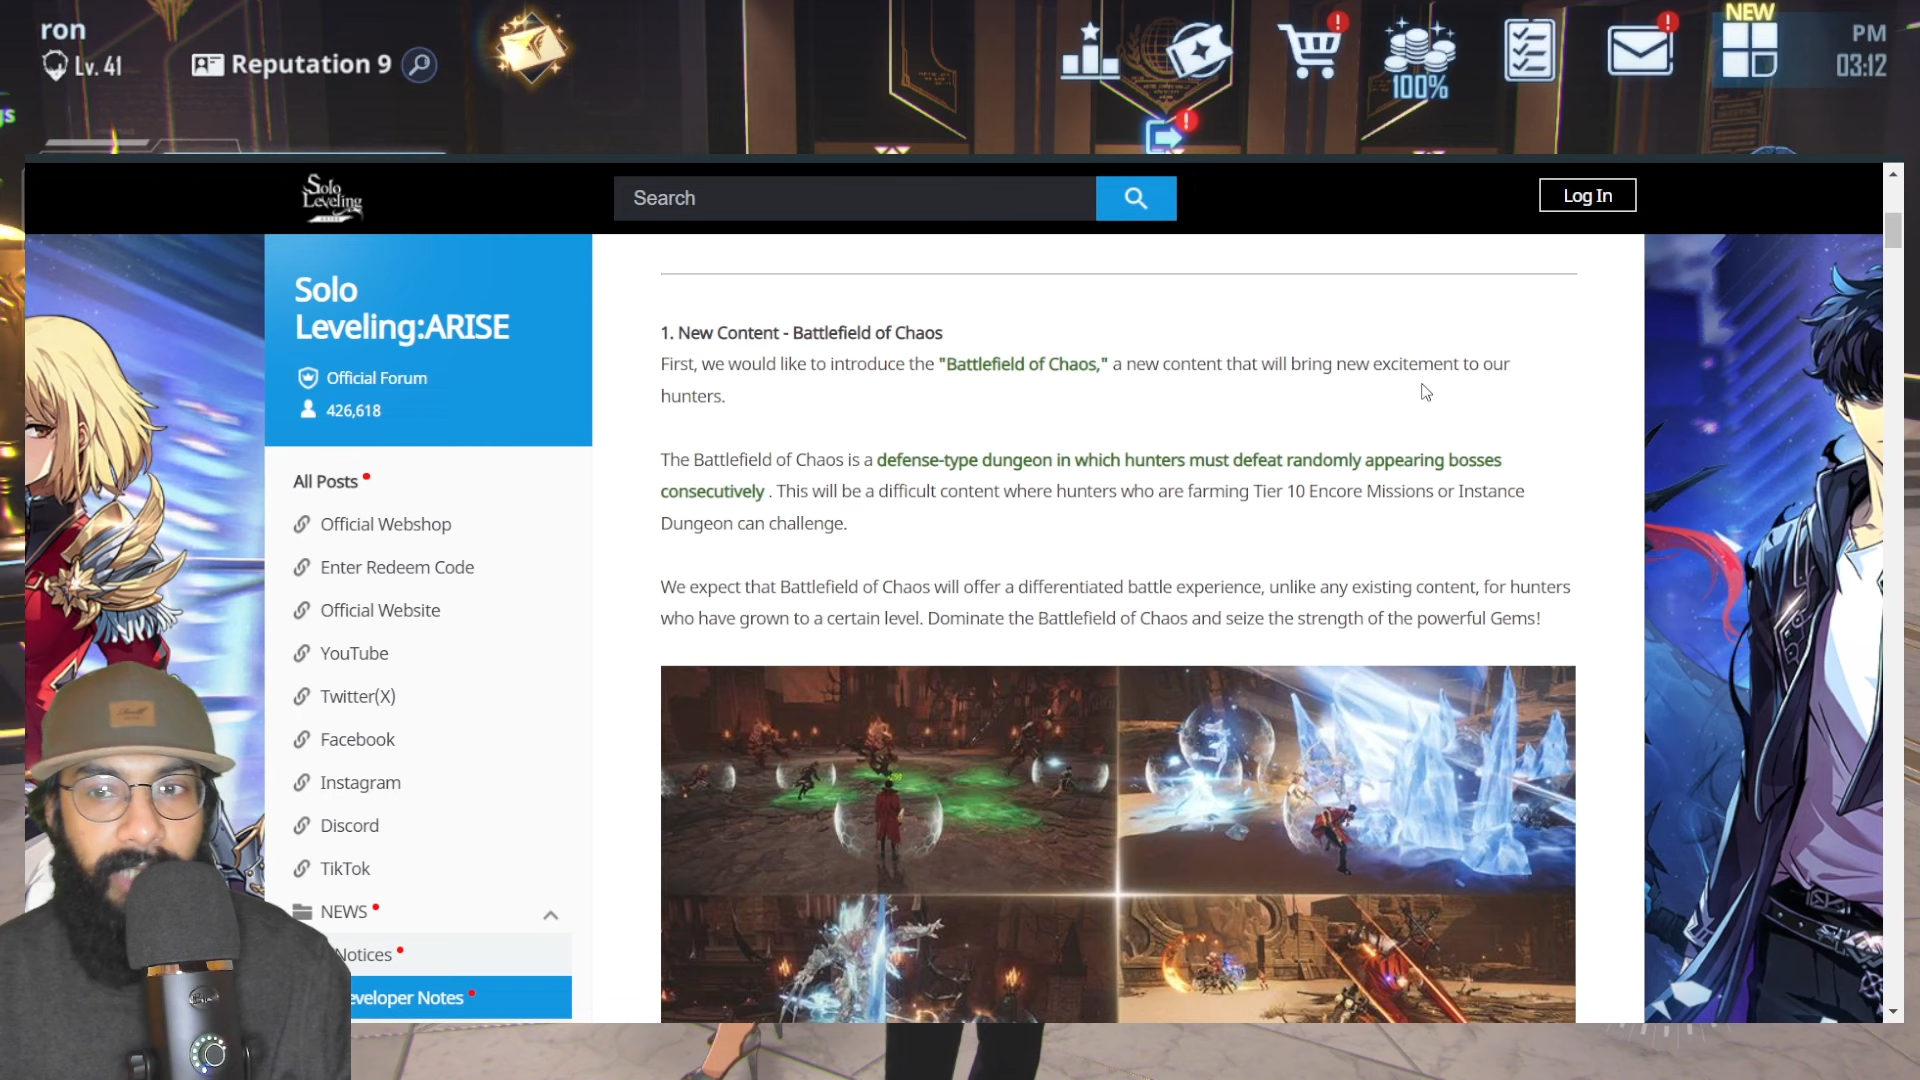 ron
Lv. 41
Reputation 9
100%
NEW
PM
03:12
gs
Solo
Leveling
ARISE
Search
Log In
Solo
Leveling:ARISE
Official Forum
426,618
All Posts
Official Webshop
Enter Redeem Code
Official Website
YouTube
Twitter(X)
Facebook
Instagram
Discord
TikTok
NEWS
Notices
eveloper Notes
1. New Content - Battlefield of Chaos
First, we would like to introduce the "Battlefield of Chaos," a new content that will bring new excitement to our
hunters.
The Battlefield of Chaos is a defense-type dungeon in which hunters must defeat randomly appearing bosses
consecutively . This will be a difficult content where hunters who are farming Tier 10 Encore Missions or Instance
Dungeon can challenge.
We expect that Battlefield of Chaos will offer a differentiated battle experience, unlike any existing content, for hunters
who have grown to a certain level. Dominate the Battlefield of Chaos and seize the strength of the powerful Gems!